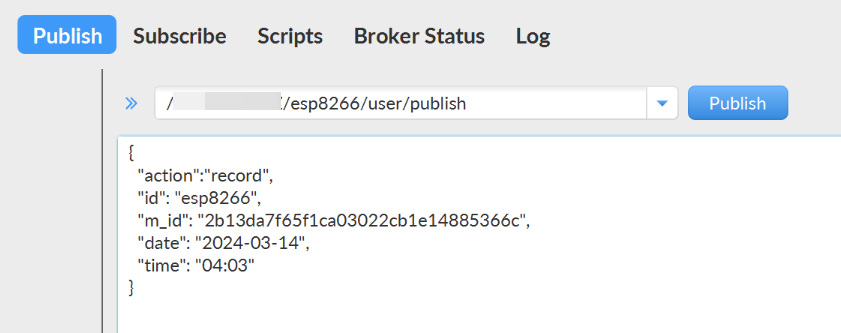 Publish Subscribe Scripts Broker Status Log
» / /esp8266/user/publish Publish
{
"action":"record",
"id": "esp8266",
"m_id": "2b13da7f65f1ca03022cb1e14885366c",
"date": "2024-03-14",
"time": "04:03"
}